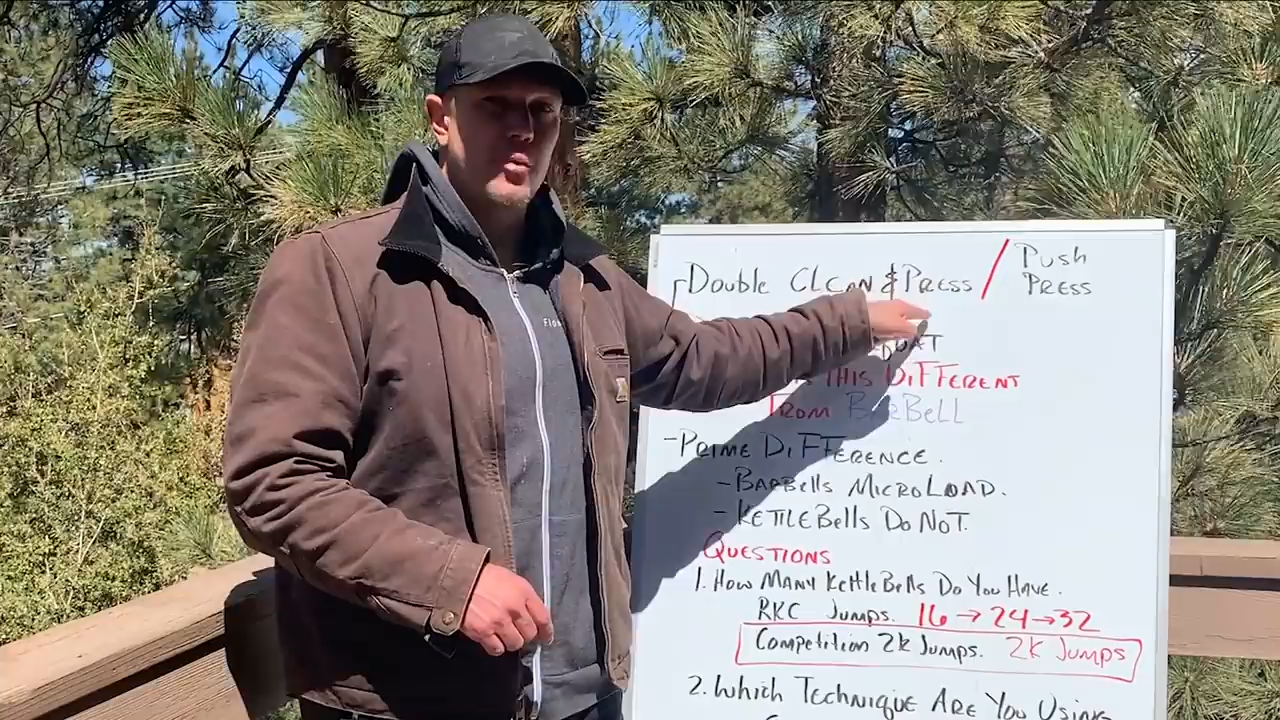 Double Clean & Press / Push Press
THIS DIFFERENT
FROM BARBELL
- PRIME DIFFERENCE.
- BARBells MICROLOAD.
- KETTLEBells DO NOT.
QUESTIONS
1. HOW MANY KettleBells Do You HAVE.
RKC Jumps. 16 → 24 → 32
Competition 2k Jumps. 2K Jumps
2. Which Technique ARE You USING